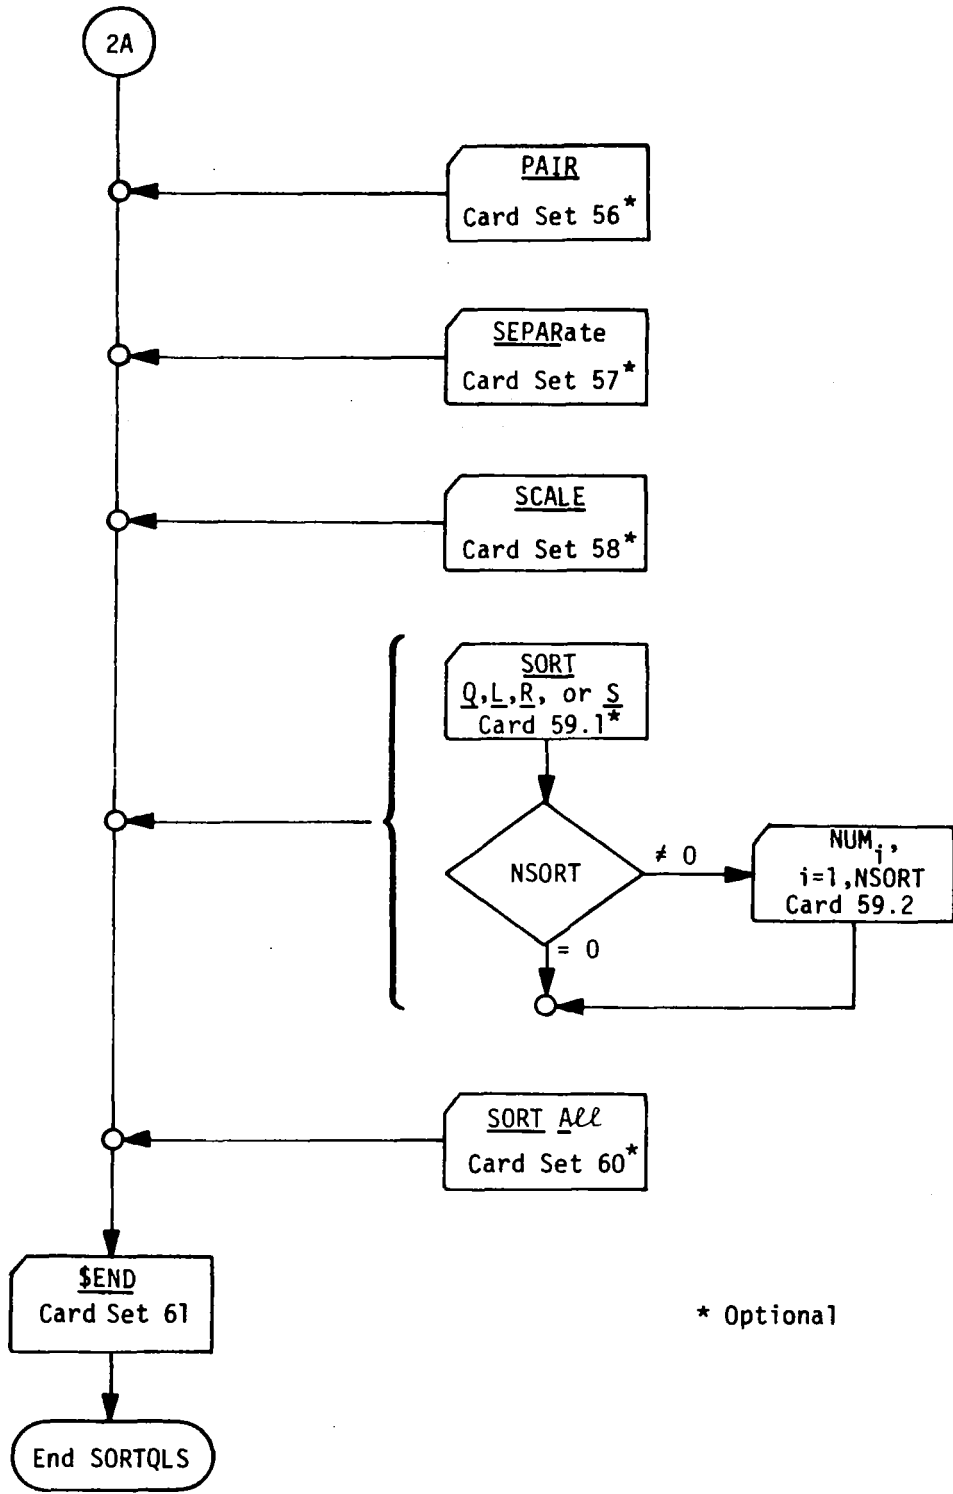 2A
PAIR
Card Set 56*
SEPARate
Card Set 57*
SCALE
Card Set 58*
SORT
Q,L,R, or S
Card 59.1*
NSORT
≠ 0
NUMi,
i=1,NSORT
Card 59.2
= 0
SORT All
Card Set 60*
$END
Card Set 61
* Optional
End SORTQLS